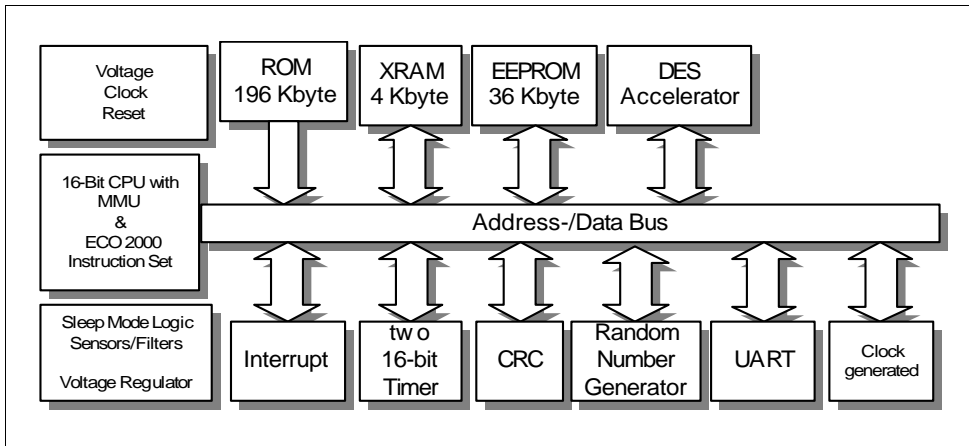 Voltage
Clock
Reset
ROM
196 Kbyte
XRAM
4 Kbyte
EEPROM
36 Kbyte
DES
Accelerator
16-Bit CPU with
MMU
&
ECO 2000
Instruction Set
Address-/Data Bus
Sleep Mode Logic
Sensors/Filters
Voltage Regulator
Interrupt
two
16-bit
Timer
CRC
Random
Number
Generator
UART
Clock
generated